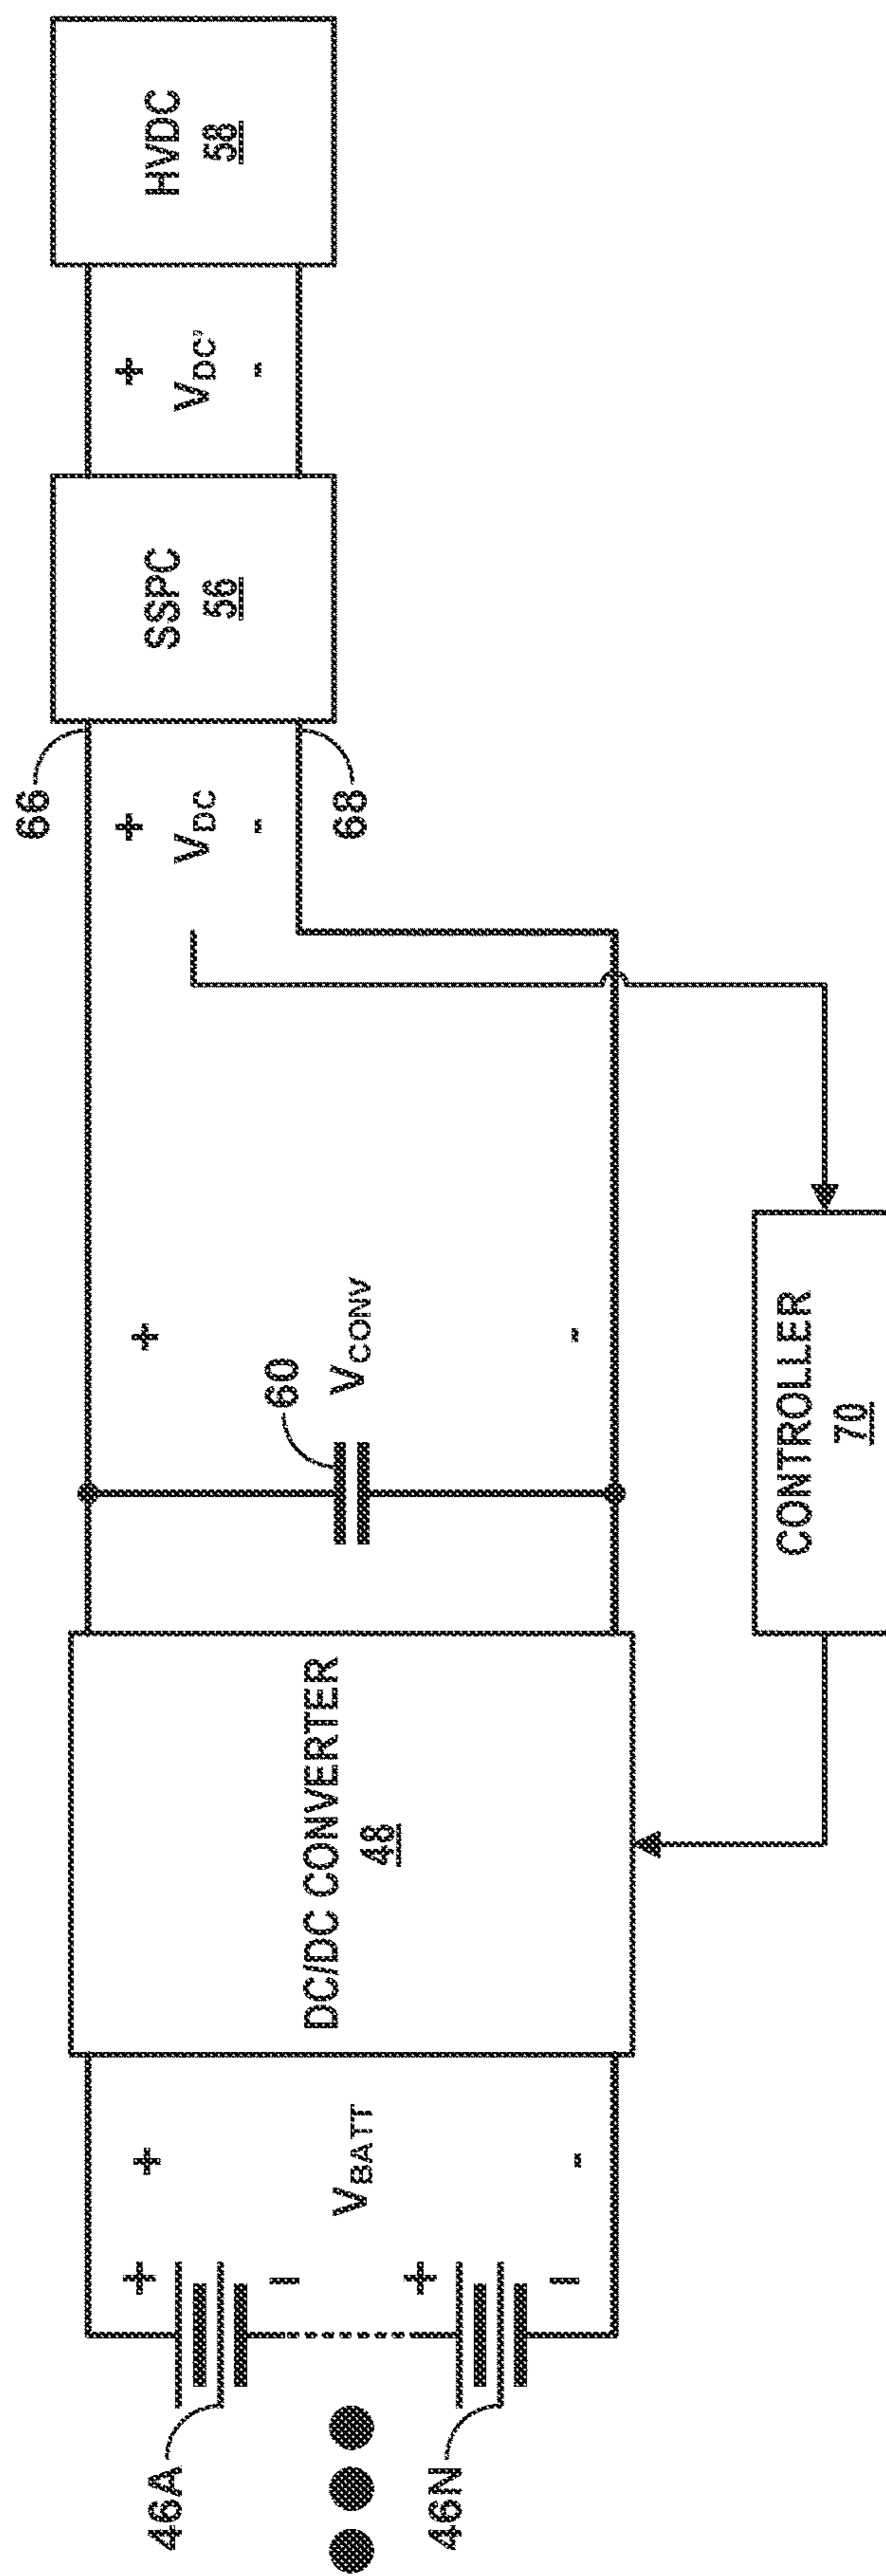 46A
46N
+
-
+
-
+
VBATT
-
DC/DC CONVERTER
48
60
+
VCONV
-
CONTROLLER
70
66
+
VDC
-
68
SSPC
56
+
VDC'
-
HVDC
58